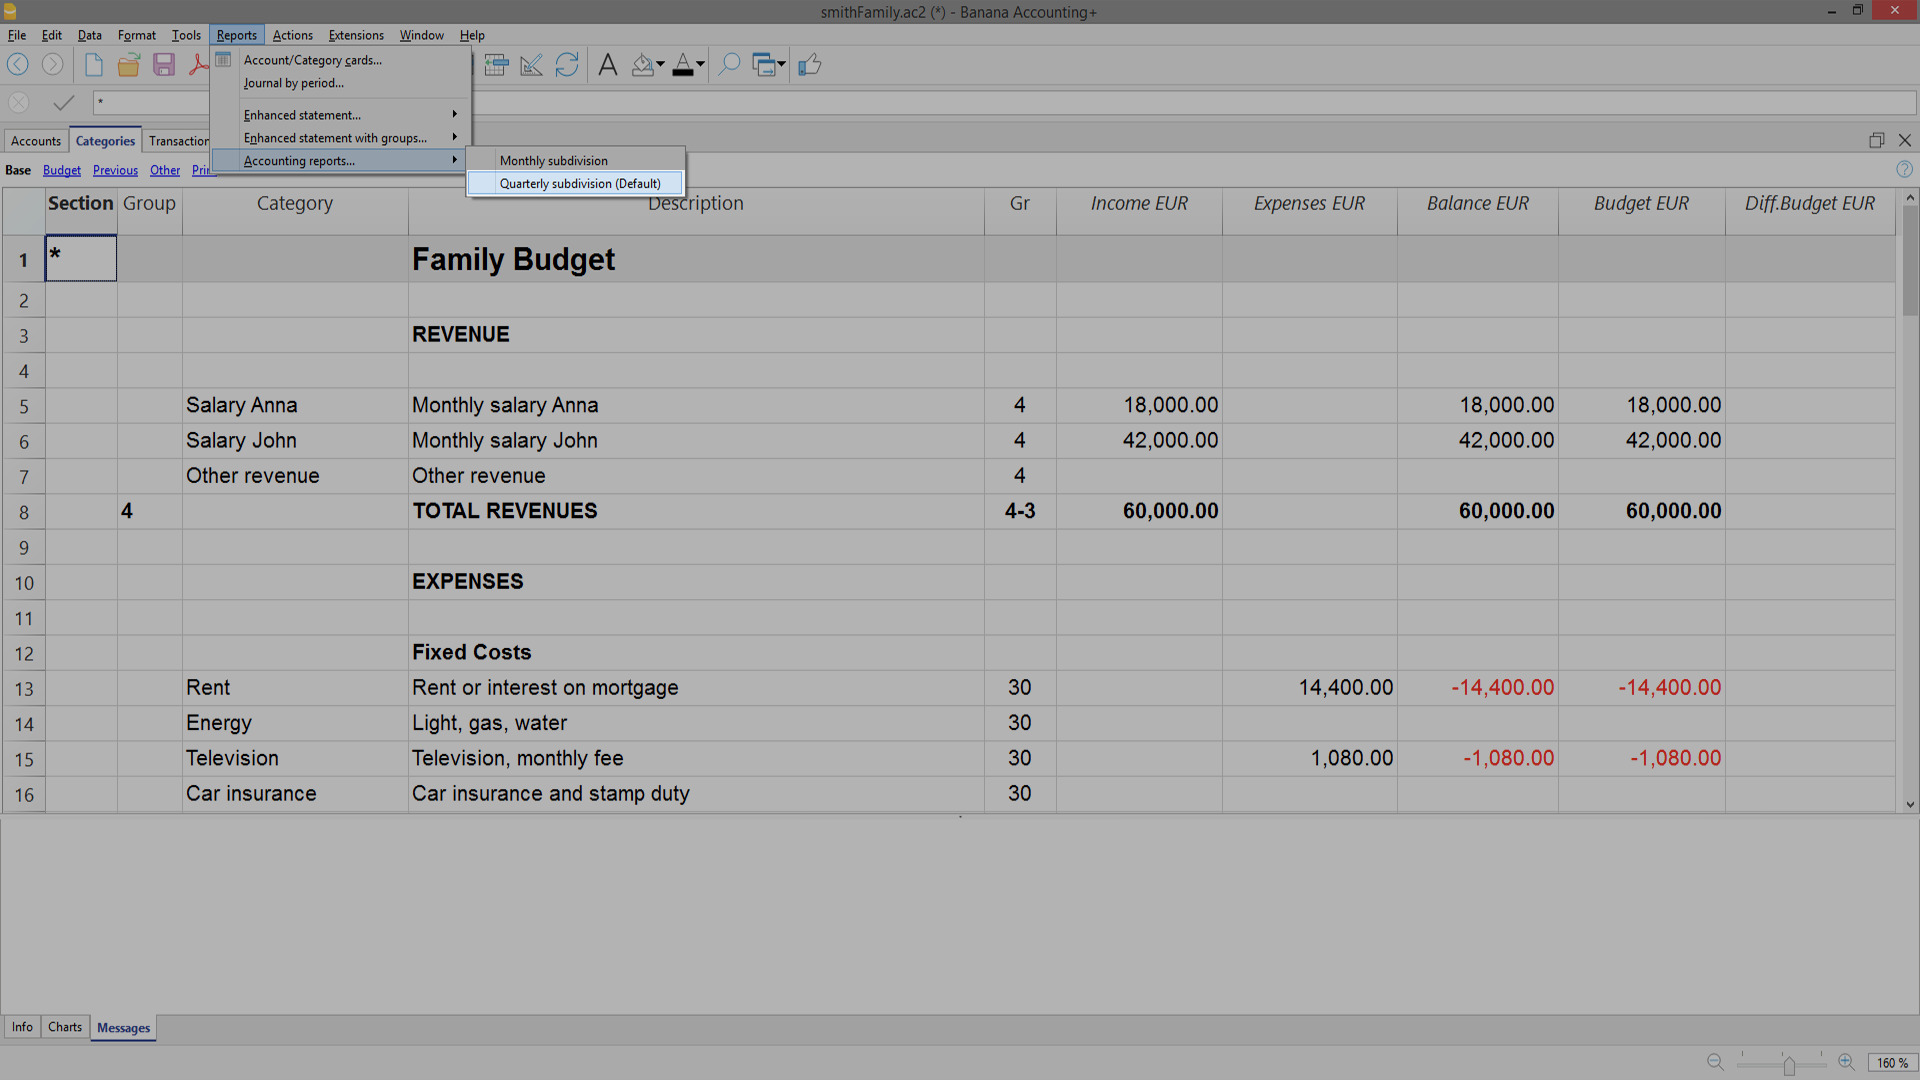 smithFamily.ac2 (*) - Banana Accounting+
File Edit Data Format Tools Reports Actions Extensions Window Help
Account/Category cards...
Journal by period...
Enhanced statement...
Enhanced statement with groups...
Accounting reports...
Monthly subdivision
Quarterly subdivision (Default)
*
Accounts Categories Transaction
Base Budget Previous Other
Section Group Category Description Gr Income EUR Expenses EUR Balance EUR Budget EUR Diff.Budget EUR
1 * Family Budget
2
3 REVENUE
4
5 Salary Anna Monthly salary Anna 4 18,000.00 18,000.00 18,000.00
6 Salary John Monthly salary John 4 42,000.00 42,000.00 42,000.00
7 Other revenue Other revenue 4
8 4 TOTAL REVENUES 4-3 60,000.00 60,000.00 60,000.00
9
10 EXPENSES
11
12 Fixed Costs
13 Rent Rent or interest on mortgage 30 14,400.00 -14,400.00 -14,400.00
14 Energy Light, gas, water 30
15 Television Television, monthly fee 30 1,080.00 -1,080.00 -1,080.00
16 Car insurance Car insurance and stamp duty 30
Info Charts Messages
160 %